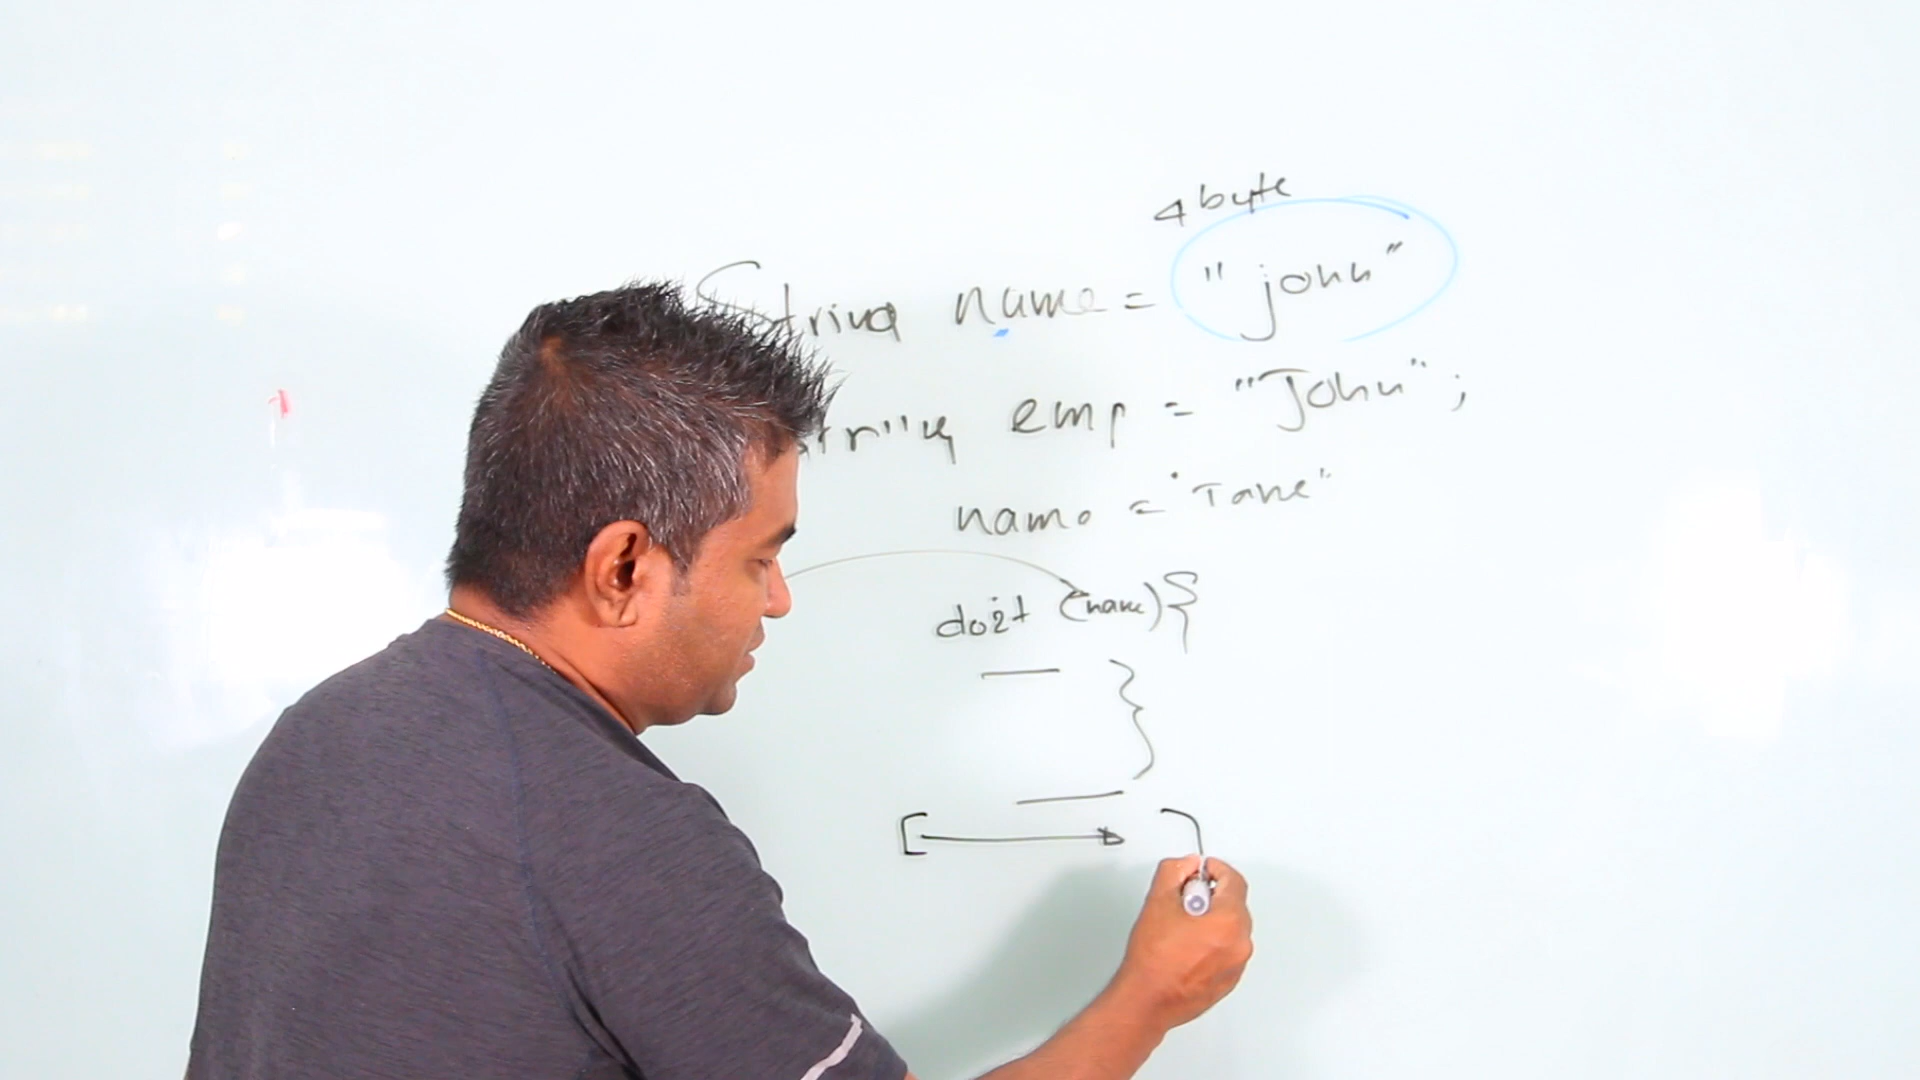 4 byte
String name = "john"
String emp = "John";
name = "Jane"
doit (name) {
}
[ ]